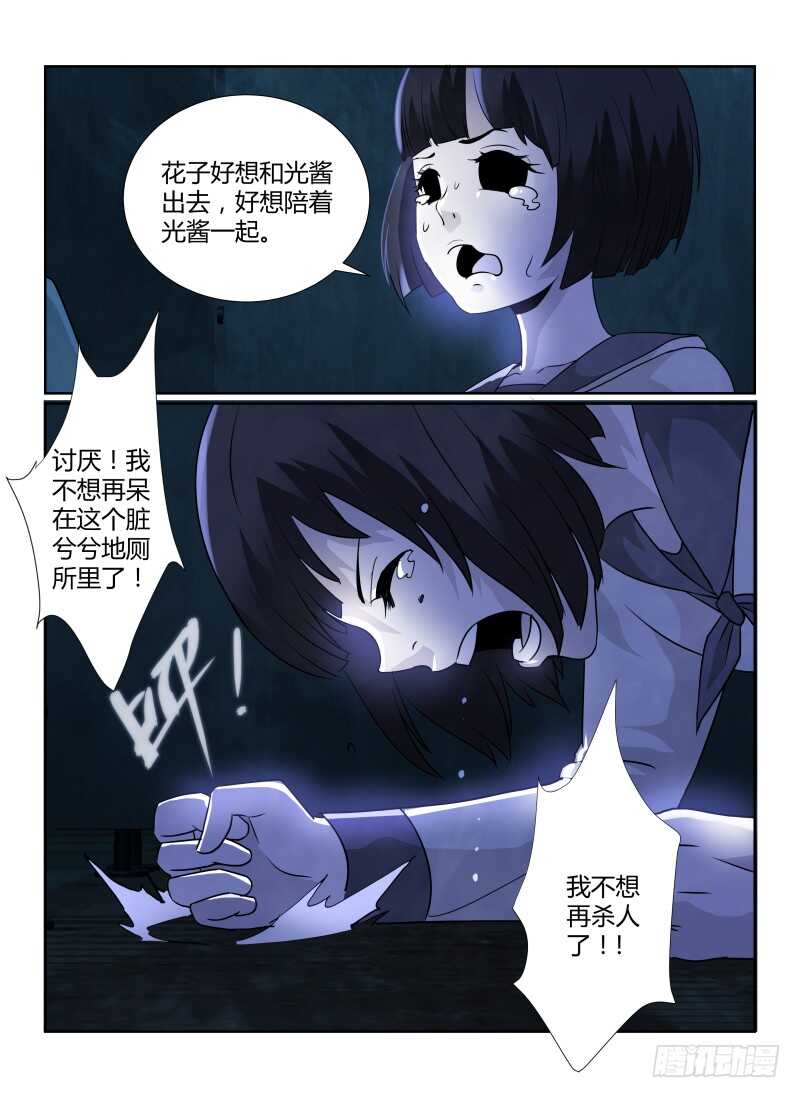 花子好想和光酱
出去，好想陪着
光酱一起。
讨厌！我
不想再呆
在这个脏
兮兮地厕
所里了！
呯！
我不想
再杀人
了！！
腾讯动漫